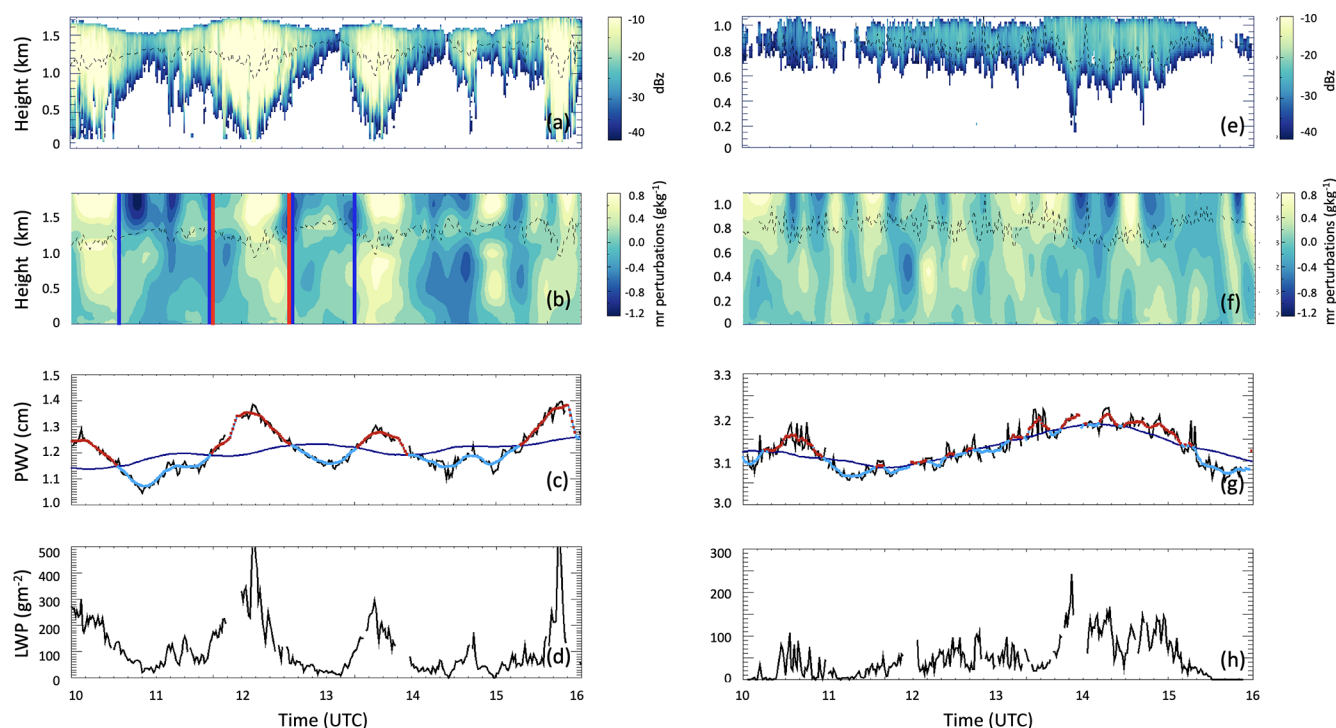 Height (km)
1.5
1.0
0.5
0
(a)
-10
-20
-30
-40
dBz
Height (km)
1.0
0.8
0.6
0.4
0.2
0
(e)
-10
-20
-30
-40
dBz
Height (km)
1.5
1.0
0.5
0
(b)
0.8
0.4
0.0
-0.4
-0.8
-1.2
mr perturbations (gkg-1)
1.0
0.8
0.6
0.4
0.2
0
(f)
0.8
0.4
0.0
-0.4
-0.8
-1.2
mr perturbations (gkg-1)
PWV (cm)
1.5
1.4
1.3
1.2
1.1
1.0
(c)
3.3
3.2
3.1
3.0
(g)
LWP (gm-2)
500
400
300
200
100
0
(d)
10 11 12 13 14 15 16
Time (UTC)
300
200
100
0
(h)
10 11 12 13 14 15 16
Time (UTC)